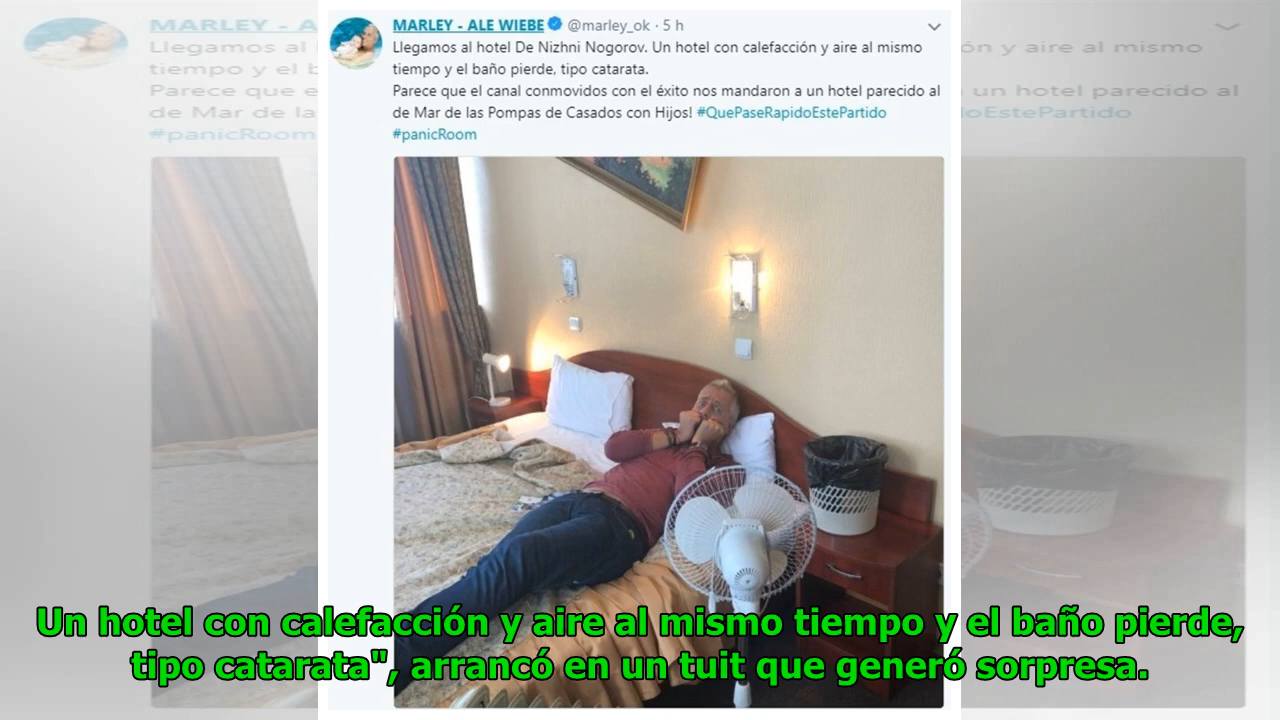 MARLEY - ALE WIEBE @marley_ok · 5 h
Llegamos al hotel De Nizhni Nogorov. Un hotel con calefacción y aire al mismo
tiempo y el baño pierde, tipo catarata.
Parece que el canal conmovidos con el éxito nos mandaron a un hotel parecido al
de Mar de las Pompas de Casados con Hijos! #QuePaseRapidoEstePartido
#panicRoom
Un hotel con calefacción y aire al mismo tiempo y el baño pierde,
tipo catarata", arrancó en un tuit que generó sorpresa.